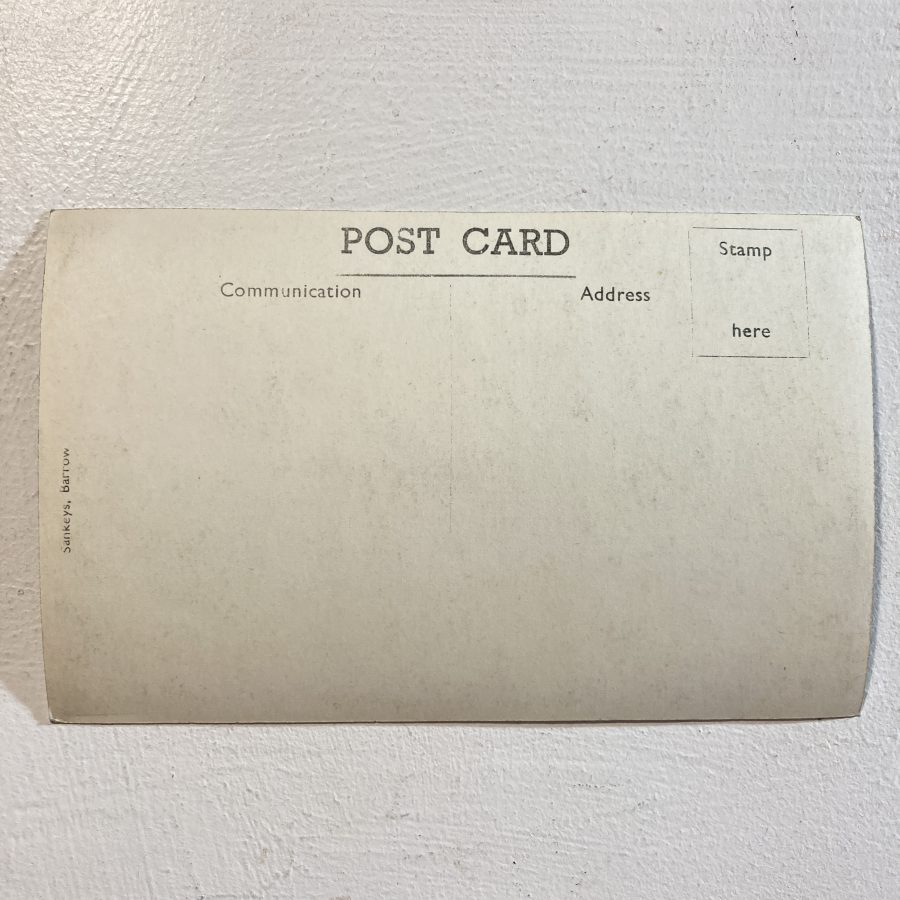 POST CARD
Communication
Address
Stamp
here
Sankeys, Barrow